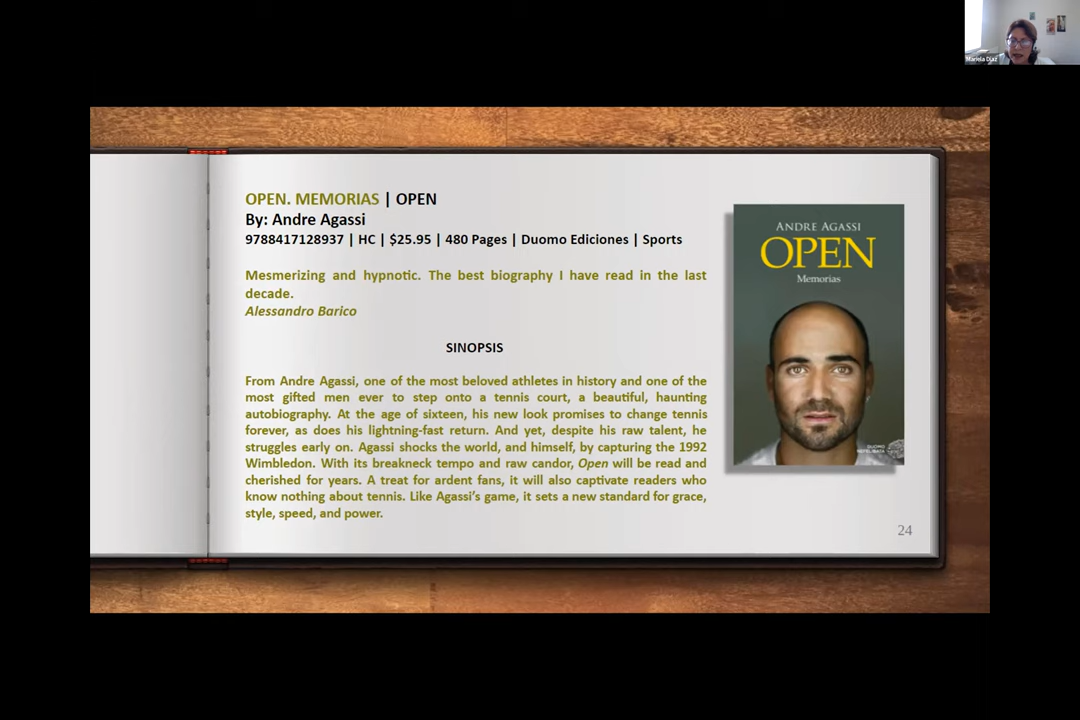 Mariela Diaz
OPEN. MEMORIAS | OPEN
By: Andre Agassi
9788417128937 | HC | $25.95 | 480 Pages | Duomo Ediciones | Sports
Mesmerizing and hypnotic. The best biography I have read in the last
decade.
Alessandro Barico
SINOPSIS
From Andre Agassi, one of the most beloved athletes in history and one of the
most gifted men ever to step onto a tennis court, a beautiful, haunting
autobiography. At the age of sixteen, his new look promises to change tennis
forever, as does his lightning-fast return. And yet, despite his raw talent, he
struggles early on. Agassi shocks the world, and himself, by capturing the 1992
Wimbledon. With its breakneck tempo and raw candor, Open will be read and
cherished for years. A treat for ardent fans, it will also captivate readers who
know nothing about tennis. Like Agassi's game, it sets a new standard for grace,
style, speed, and power.
ANDRE AGASSI
OPEN
Memorias
DUOMO
24